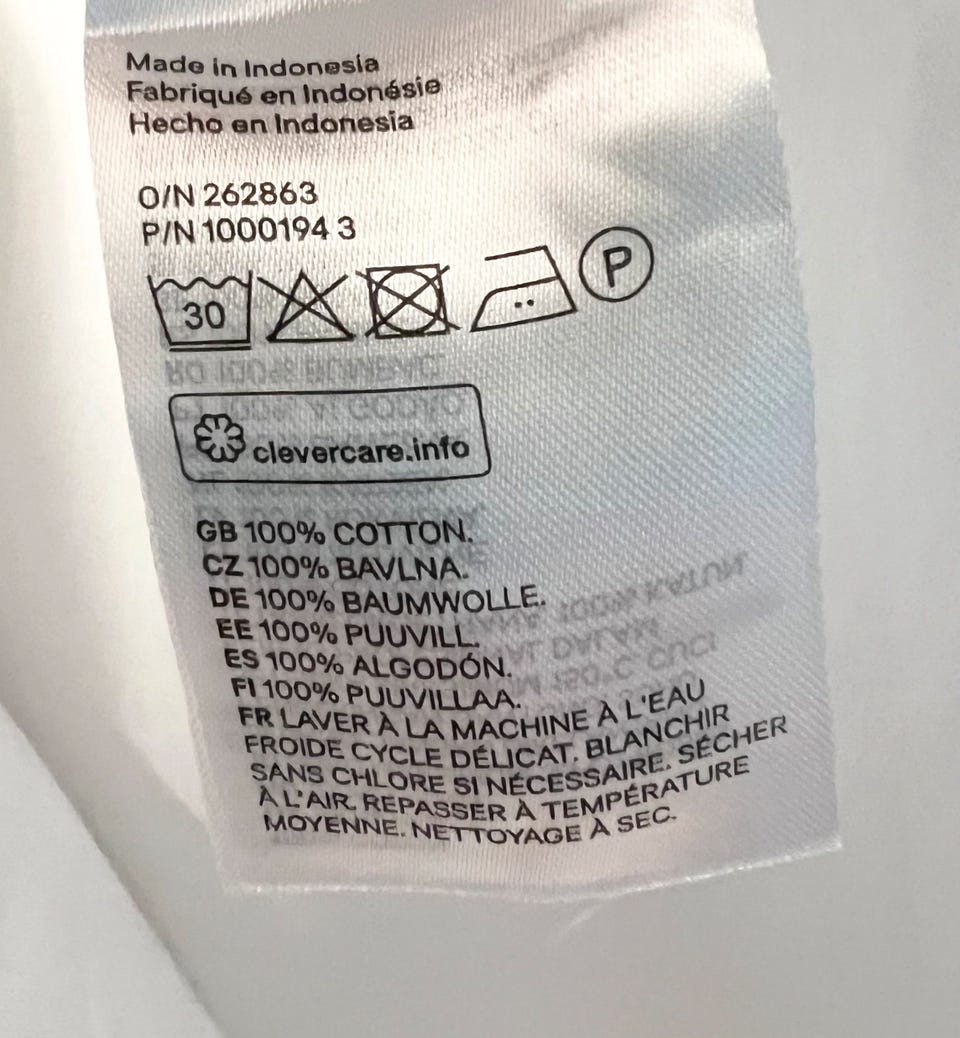 Made in Indonesia
Fabriqué en Indonésie
Hecho en Indonesia
O/N 262863
P/N 1000194 3
30
P
clevercare.info
GB 100% COTTON.
CZ 100% BAVLNA.
DE 100% BAUMWOLLE.
EE 100% PUUVILL.
ES 100% ALGODÓN.
FI 100% PUUVILLAA.
FR LAVER À LA MACHINE À L'EAU
FROIDE CYCLE DÉLICAT. BLANCHIR
SANS CHLORE SI NÉCESSAIRE. SÉCHER
À L'AIR. REPASSER À TEMPÉRATURE
MOYENNE. NETTOYAGE À SEC.